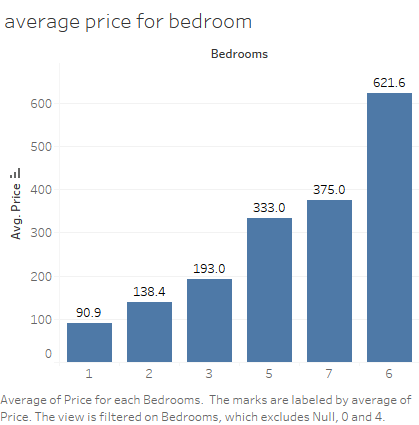 average price for bedroom
Bedrooms
621.6
600
500
400
375.0
333.0
300
193.0
200
138.4
90.9
100
0
Avg. Price
1 2 3 5 7 6
Average of Price for each Bedrooms. The marks are labeled by average of
Price. The view is filtered on Bedrooms, which excludes Null, 0 and 4.